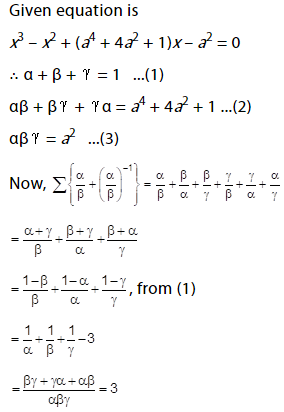 Given equation is
x³ − x² + (a⁴ + 4a² + 1)x − a² = 0
∴ α + β + γ = 1 ...(1)
αβ + βγ + γα = a⁴ + 4a² + 1 ...(2)
αβγ = a² ...(3)
Now, ∑{α/β + (α/β)⁻¹} = α/β + β/α + β/γ + γ/β + γ/α + α/γ
= (α+γ)/β + (β+γ)/α + (β+α)/γ
= (1−β)/β + (1−α)/α + (1−γ)/γ, from (1)
= 1/α + 1/β + 1/γ − 3
= (βγ + γα + αβ)/(αβγ) = 3